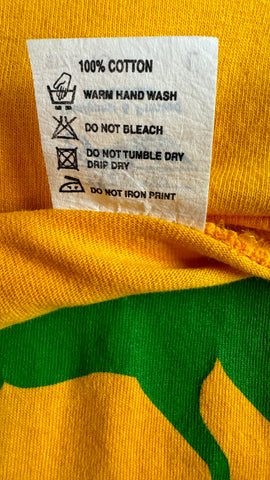 100% COTTON
WARM HAND WASH
DO NOT BLEACH
DO NOT TUMBLE DRY
DRIP DRY
DO NOT IRON PRINT